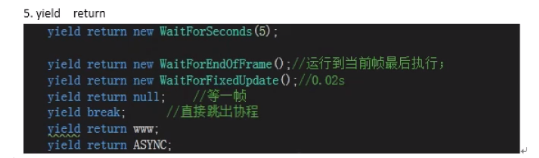 5. yield return
yield return new WaitForSeconds(5);
yield return new WaitForEndOfFrame();//运行到当前帧最后执行;
yield return new WaitForFixedUpdate();//0.02s
yield return null; //等一帧
yield break; //直接跳出协程
yield return www;
yield return ASYNC;